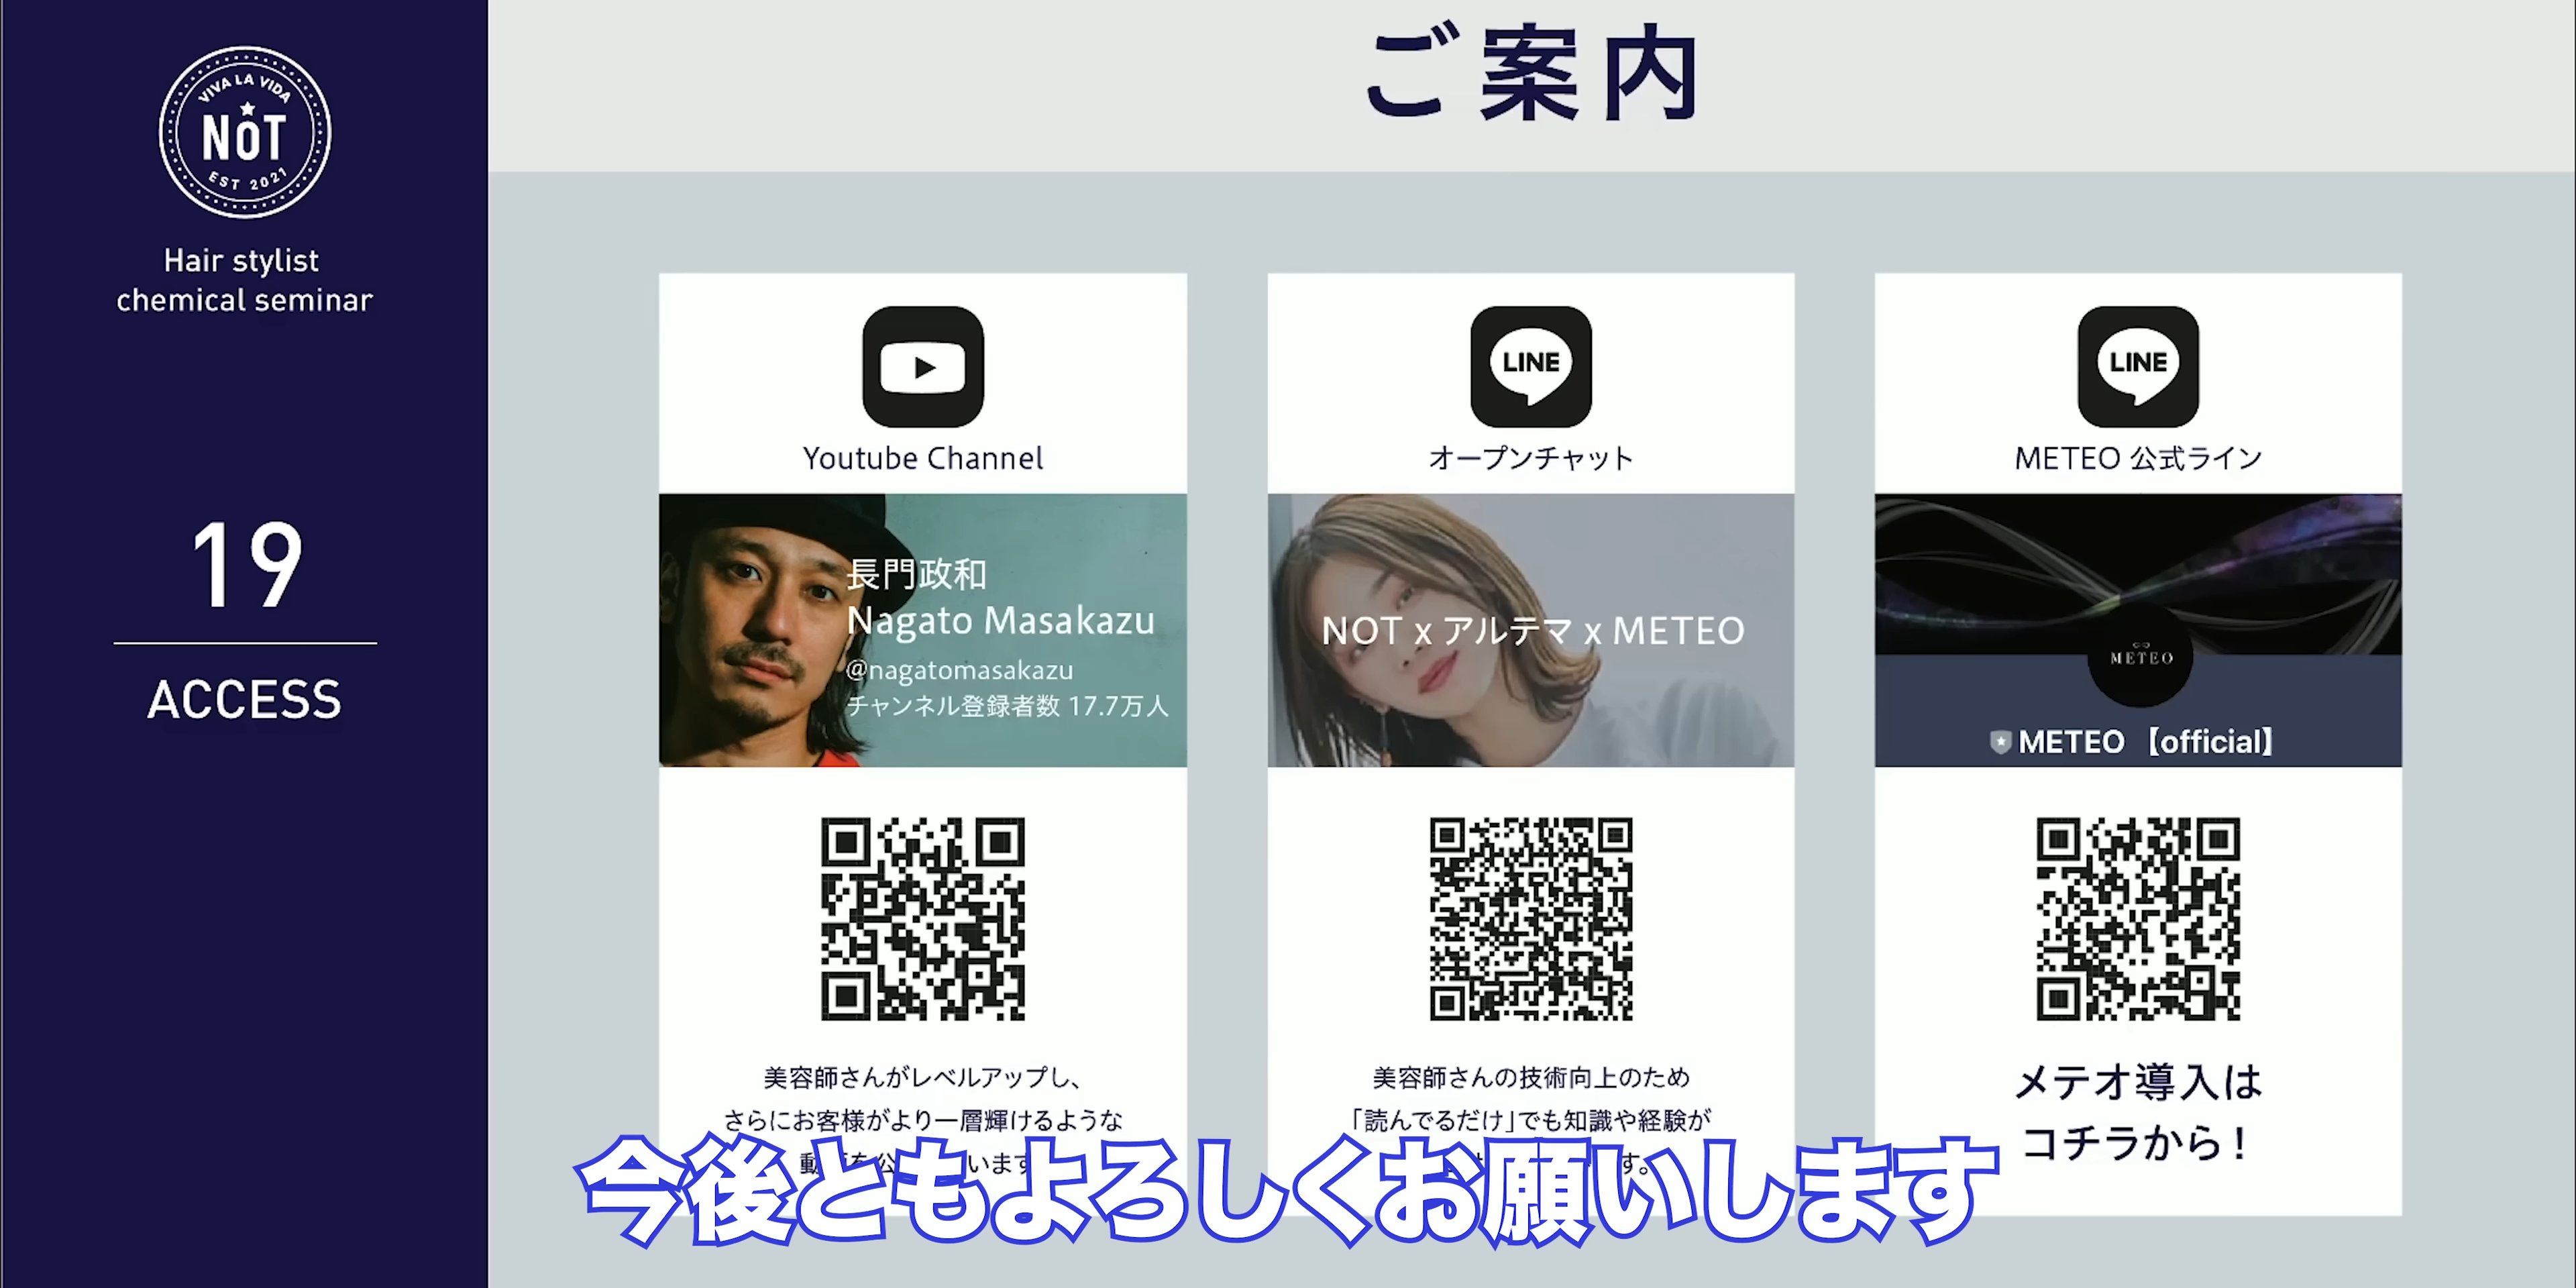 VIVA LA VIDA
NOT
EST 2021
Hair stylist
chemical seminar
19
ACCESS
ご案内
Youtube Channel
長門政和
Nagato Masakazu
@nagatomasakazu
チャンネル登録者数 17.7万人
美容師さんがレベルアップし、
さらにお客様がより一層輝けるような
LINE
オープンチャット
NOT x アルテマ x METEO
美容師さんの技術向上のため
「読んでるだけ」でも知識や経験が
LINE
METEO 公式ライン
METEO
METEO 【official】
メテオ導入は
コチラから！
今後ともよろしくお願いします